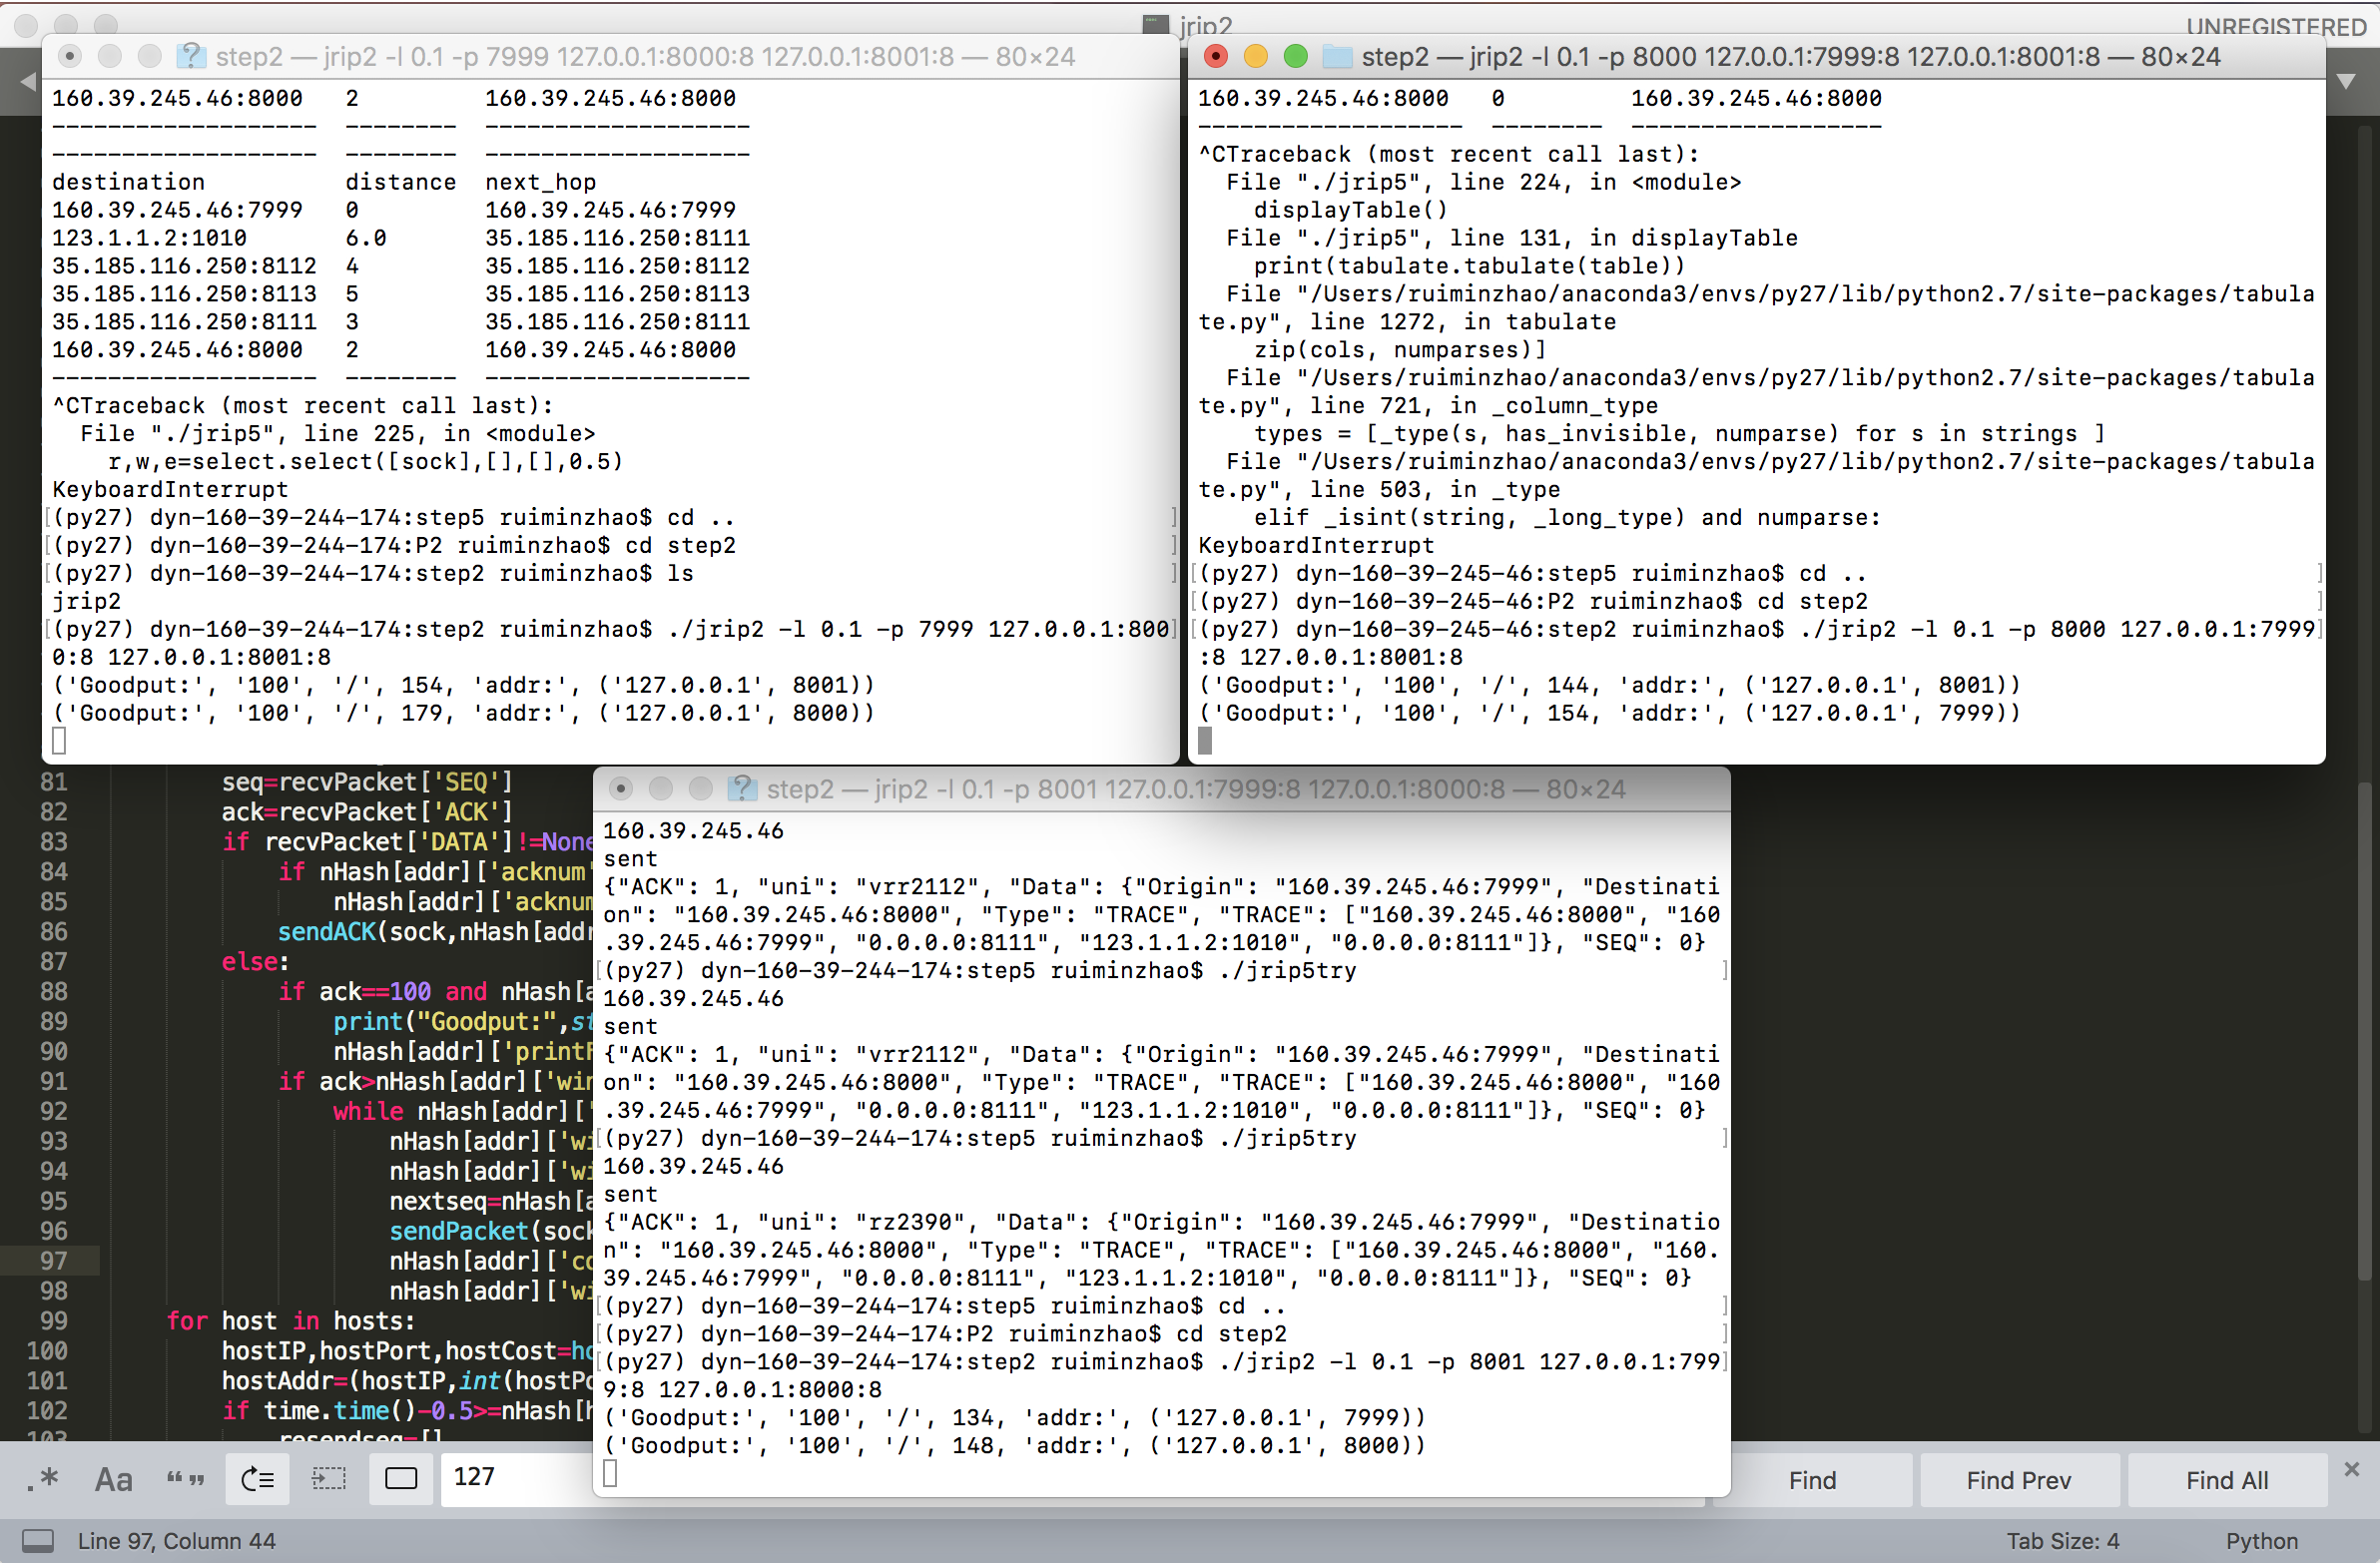 jrip2
UNREGISTERED
step2 — jrip2 -l 0.1 -p 7999 127.0.0.1:8000:8 127.0.0.1:8001:8 — 80×24
160.39.245.46:8000 2 160.39.245.46:8000
------------------- -------- -------------------
------------------- -------- -------------------
destination distance next_hop
160.39.245.46:7999 0 160.39.245.46:7999
123.1.1.2:1010 6.0 35.185.116.250:8111
35.185.116.250:8112 4 35.185.116.250:8112
35.185.116.250:8113 5 35.185.116.250:8113
35.185.116.250:8111 3 35.185.116.250:8111
160.39.245.46:8000 2 160.39.245.46:8000
------------------- -------- -------------------
^CTraceback (most recent call last):
File "./jrip5", line 225, in <module>
r,w,e=select.select([sock],[],[],0.5)
KeyboardInterrupt
[(py27) dyn-160-39-244-174:step5 ruiminzhao$ cd .. ]
[(py27) dyn-160-39-244-174:P2 ruiminzhao$ cd step2 ]
[(py27) dyn-160-39-244-174:step2 ruiminzhao$ ls ]
jrip2
[(py27) dyn-160-39-244-174:step2 ruiminzhao$ ./jrip2 -l 0.1 -p 7999 127.0.0.1:800]
0:8 127.0.0.1:8001:8
('Goodput:', '100', '/', 154, 'addr:', ('127.0.0.1', 8001))
('Goodput:', '100', '/', 179, 'addr:', ('127.0.0.1', 8000))
step2 — jrip2 -l 0.1 -p 8000 127.0.0.1:7999:8 127.0.0.1:8001:8 — 80×24
160.39.245.46:8000 0 160.39.245.46:8000
------------------- -------- ------------------
^CTraceback (most recent call last):
File "./jrip5", line 224, in <module>
displayTable()
File "./jrip5", line 131, in displayTable
print(tabulate.tabulate(table))
File "/Users/ruiminzhao/anaconda3/envs/py27/lib/python2.7/site-packages/tabula
te.py", line 1272, in tabulate
zip(cols, numparses)]
File "/Users/ruiminzhao/anaconda3/envs/py27/lib/python2.7/site-packages/tabula
te.py", line 721, in _column_type
types = [_type(s, has_invisible, numparse) for s in strings ]
File "/Users/ruiminzhao/anaconda3/envs/py27/lib/python2.7/site-packages/tabula
te.py", line 503, in _type
elif _isint(string, _long_type) and numparse:
KeyboardInterrupt
[(py27) dyn-160-39-245-46:step5 ruiminzhao$ cd .. ]
[(py27) dyn-160-39-245-46:P2 ruiminzhao$ cd step2 ]
[(py27) dyn-160-39-245-46:step2 ruiminzhao$ ./jrip2 -l 0.1 -p 8000 127.0.0.1:7999]
:8 127.0.0.1:8001:8
('Goodput:', '100', '/', 144, 'addr:', ('127.0.0.1', 8001))
('Goodput:', '100', '/', 154, 'addr:', ('127.0.0.1', 7999))
81 seq=recvPacket['SEQ']
82 ack=recvPacket['ACK']
83 if recvPacket['DATA']!=None
84 if nHash[addr]['acknum'
85 nHash[addr]['acknum
86 sendACK(sock,nHash[addr
87 else:
88 if ack==100 and nHash[a
89 print("Goodput:",st
90 nHash[addr]['print
91 if ack>nHash[addr]['win
92 while nHash[addr]['
93 nHash[addr]['wi
94 nHash[addr]['wi
95 nextseq=nHash[a
96 sendPacket(sock
97 nHash[addr]['co
98 nHash[addr]['wi
99 for host in hosts:
100 hostIP,hostPort,hostCost=ho
101 hostAddr=(hostIP,int(hostPo
102 if time.time()-0.5>=nHash[h
103 resendseq=[]
step2 — jrip2 -l 0.1 -p 8001 127.0.0.1:7999:8 127.0.0.1:8000:8 — 80×24
160.39.245.46
sent
{"ACK": 1, "uni": "vrr2112", "Data": {"Origin": "160.39.245.46:7999", "Destinati
on": "160.39.245.46:8000", "Type": "TRACE", "TRACE": ["160.39.245.46:8000", "160
.39.245.46:7999", "0.0.0.0:8111", "123.1.1.2:1010", "0.0.0.0:8111"]}, "SEQ": 0}
[(py27) dyn-160-39-244-174:step5 ruiminzhao$ ./jrip5try ]
160.39.245.46
sent
{"ACK": 1, "uni": "vrr2112", "Data": {"Origin": "160.39.245.46:7999", "Destinati
on": "160.39.245.46:8000", "Type": "TRACE", "TRACE": ["160.39.245.46:8000", "160
.39.245.46:7999", "0.0.0.0:8111", "123.1.1.2:1010", "0.0.0.0:8111"]}, "SEQ": 0}
[(py27) dyn-160-39-244-174:step5 ruiminzhao$ ./jrip5try ]
160.39.245.46
sent
{"ACK": 1, "uni": "rz2390", "Data": {"Origin": "160.39.245.46:7999", "Destinatio
n": "160.39.245.46:8000", "Type": "TRACE", "TRACE": ["160.39.245.46:8000", "160.
39.245.46:7999", "0.0.0.0:8111", "123.1.1.2:1010", "0.0.0.0:8111"]}, "SEQ": 0}
[(py27) dyn-160-39-244-174:step5 ruiminzhao$ cd .. ]
[(py27) dyn-160-39-244-174:P2 ruiminzhao$ cd step2 ]
[(py27) dyn-160-39-244-174:step2 ruiminzhao$ ./jrip2 -l 0.1 -p 8001 127.0.0.1:799]
9:8 127.0.0.1:8000:8
('Goodput:', '100', '/', 134, 'addr:', ('127.0.0.1', 7999))
('Goodput:', '100', '/', 148, 'addr:', ('127.0.0.1', 8000))
.* Aa “” 127 Find Find Prev Find All ×
Line 97, Column 44 Tab Size: 4 Python